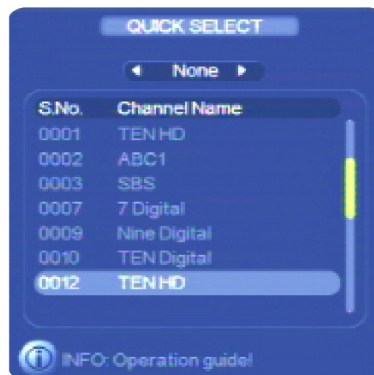 QUICK SELECT
None
S.No. Channel Name
0001 TEN HD
0002 ABC1
0003 SBS
0007 7 Digital
0009 Nine Digital
0010 TEN Digital
0012 TEN HD
INFO: Operation guide!